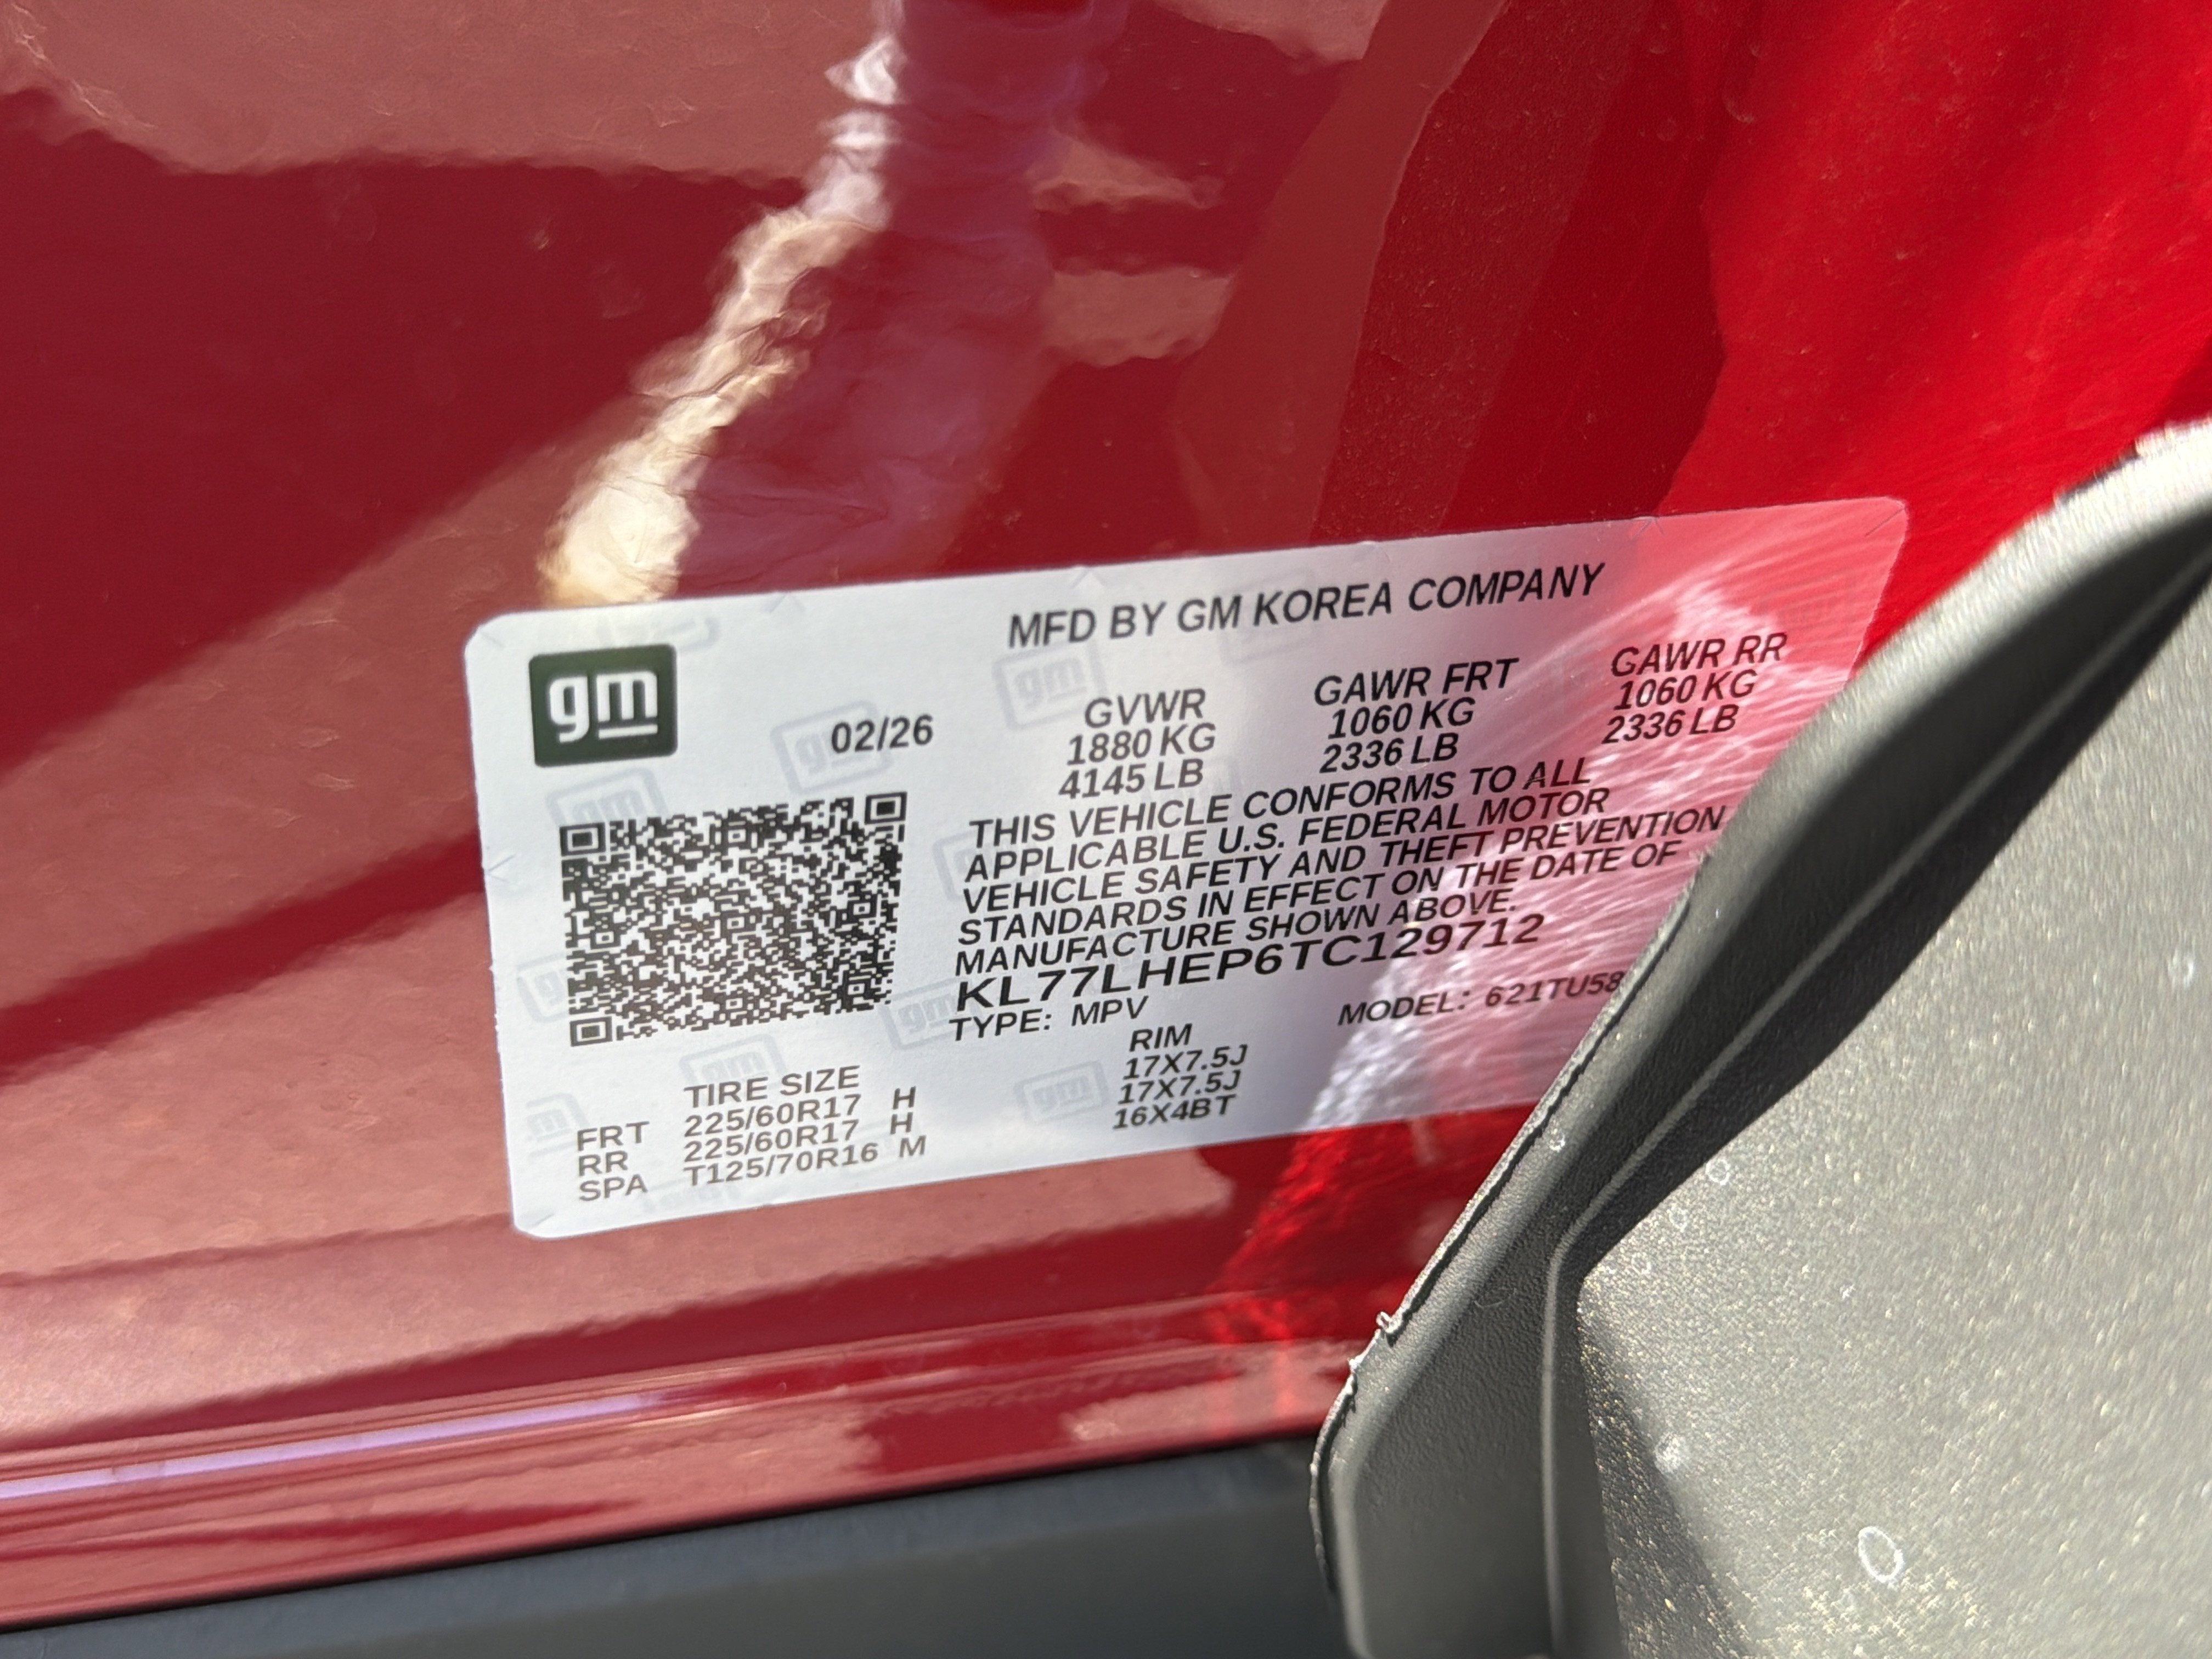 gm
MFD BY GM KOREA COMPANY
02/26
GVWR GAWR FRT GAWR RR
1880 KG 1060 KG 1060 KG
4145 LB 2336 LB 2336 LB
THIS VEHICLE CONFORMS TO ALL
APPLICABLE U.S. FEDERAL MOTOR
VEHICLE SAFETY AND THEFT PREVENTION
STANDARDS IN EFFECT ON THE DATE OF
MANUFACTURE SHOWN ABOVE.
KL77LHEP6TC129712
TYPE: MPV MODEL: 621TU58
TIRE SIZE RIM
FRT 225/60R17 H 17X7.5J
RR 225/60R17 H 17X7.5J
SPA T125/70R16 M 16X4BT